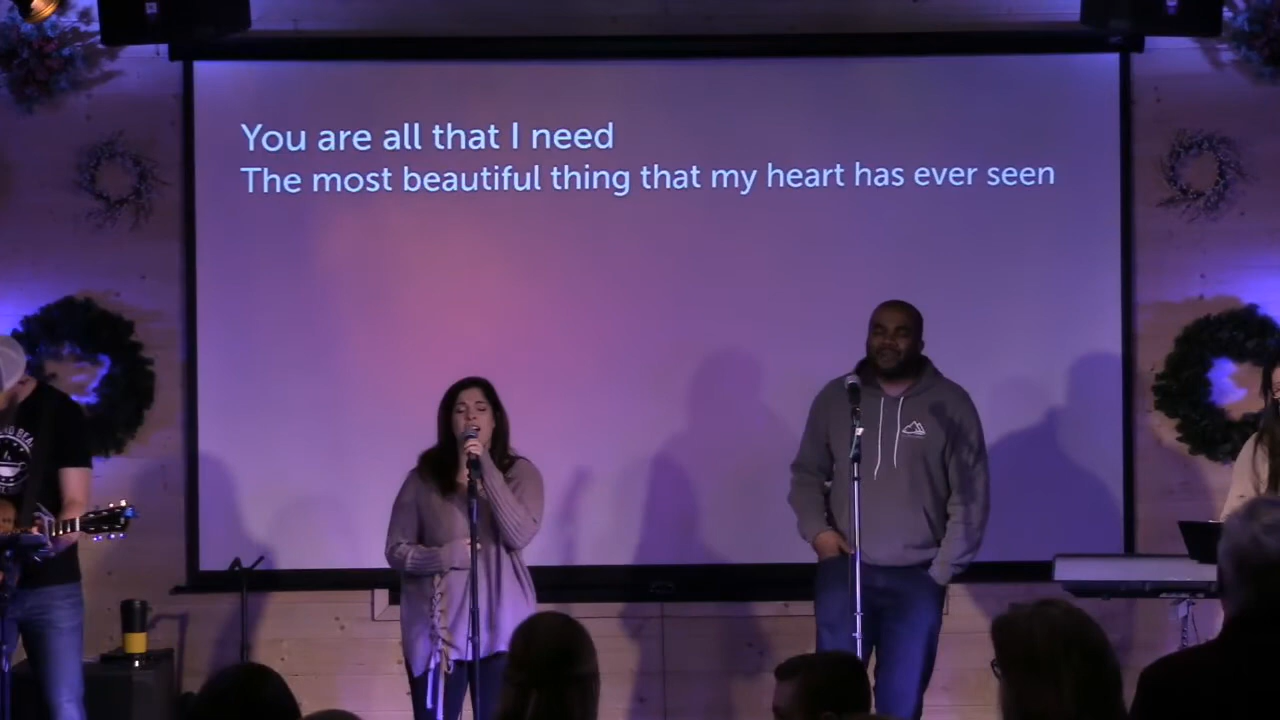 You are all that I need
The most beautiful thing that my heart has ever seen